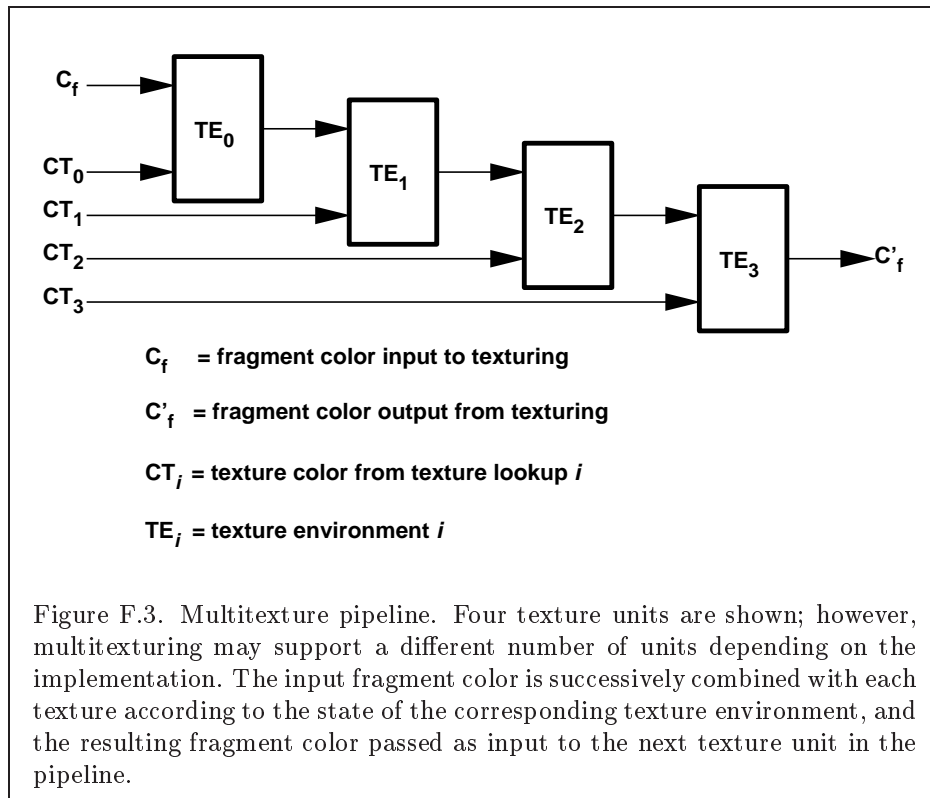 C_f
TE_0
CT_0
TE_1
CT_1
TE_2
CT_2
TE_3
C'_f
CT_3
C_f = fragment color input to texturing
C'_f = fragment color output from texturing
CT_i = texture color from texture lookup i
TE_i = texture environment i
Figure F.3. Multitexture pipeline. Four texture units are shown; however,
multitexturing may support a different number of units depending on the
implementation. The input fragment color is successively combined with each
texture according to the state of the corresponding texture environment, and
the resulting fragment color passed as input to the next texture unit in the
pipeline.